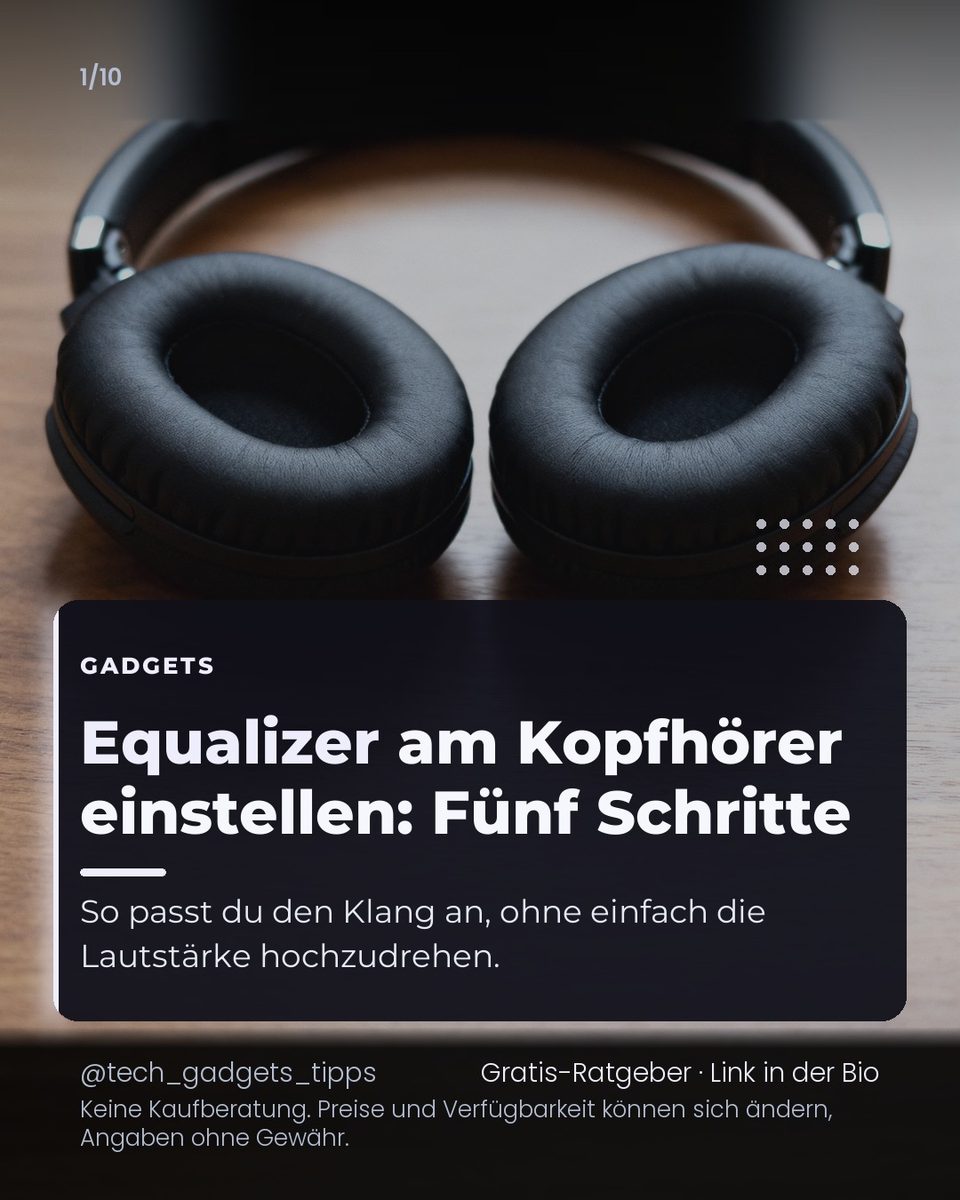 1/10
GADGETS
Equalizer am Kopfhörer
einstellen: Fünf Schritte
So passt du den Klang an, ohne einfach die
Lautstärke hochzudrehen.
@tech_gadgets_tipps
Gratis-Ratgeber · Link in der Bio
Keine Kaufberatung. Preise und Verfügbarkeit können sich ändern,
Angaben ohne Gewähr.